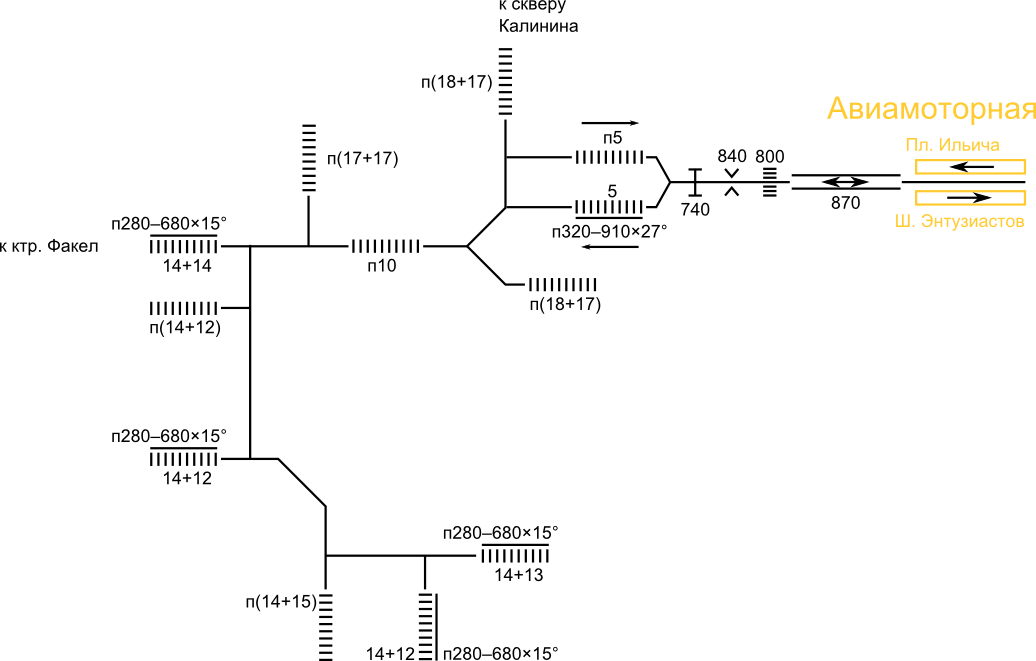 к скверу
Калинина
п(18+17)
Авиамоторная
п5
840
800
Пл. Ильича
п(17+17)
5
740
870
Ш. Энтузиастов
п280–680×15°
п320–910×27°
к ктр. Факел
14+14
п10
п(18+17)
п(14+12)
п280–680×15°
14+12
п280–680×15°
14+13
п(14+15)
14+12
п280–680×15°